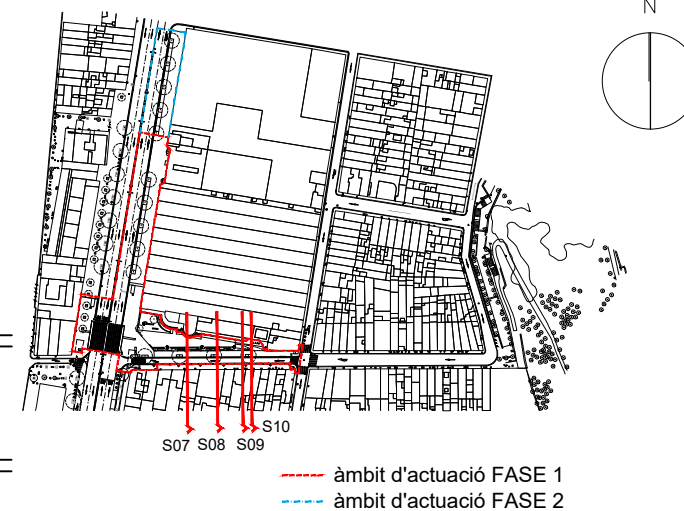 N
S07 S08 S09 S10
àmbit d'actuació FASE 1
àmbit d'actuació FASE 2